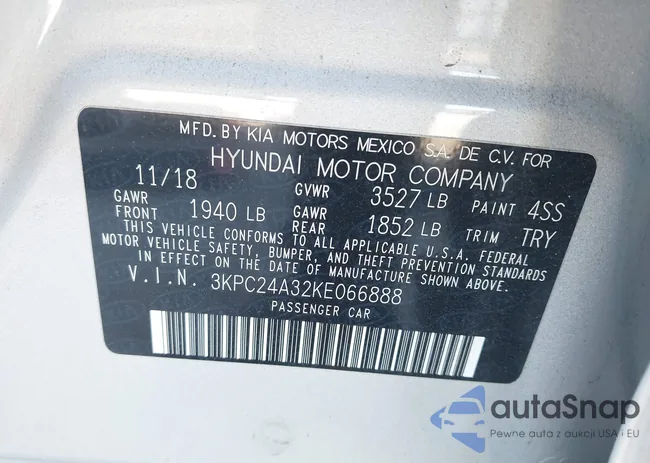 MFD. BY KIA MOTORS MEXICO S.A. DE C.V. FOR
HYUNDAI MOTOR COMPANY
11/18 GVWR 3527 LB PAINT 4SS
GAWR FRONT 1940 LB GAWR REAR 1852 LB TRIM TRY
THIS VEHICLE CONFORMS TO ALL APPLICABLE U.S.A. FEDERAL
MOTOR VEHICLE SAFETY, BUMPER, AND THEFT PREVENTION STANDARDS
IN EFFECT ON THE DATE OF MANUFACTURE SHOWN ABOVE.
V.I.N. 3KPC24A32KE066888
PASSENGER CAR
autaSnap
Pewne auta z aukcji USA i EU